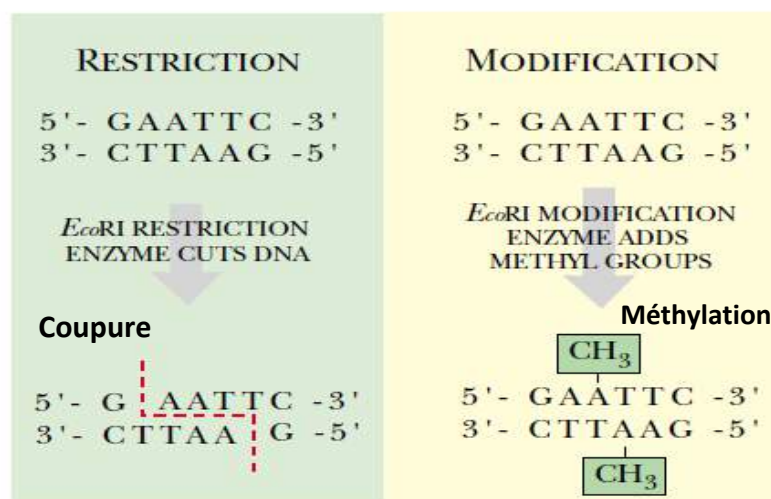 RESTRICTION
5'- GAATTC -3'
3'- CTTAAG -5'
EcoRI RESTRICTION
ENZYME CUTS DNA
Coupure
5'- G AATTC -3'
3'- CTTAA G -5'
MODIFICATION
5'- GAATTC -3'
3'- CTTAAG -5'
EcoRI MODIFICATION
ENZYME ADDS
METHYL GROUPS
Méthylation
CH3
5'- GAATTC -3'
3'- CTTAAG -5'
CH3